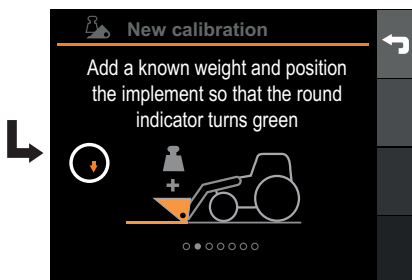 New calibration
Add a known weight and position
the implement so that the round
indicator turns green